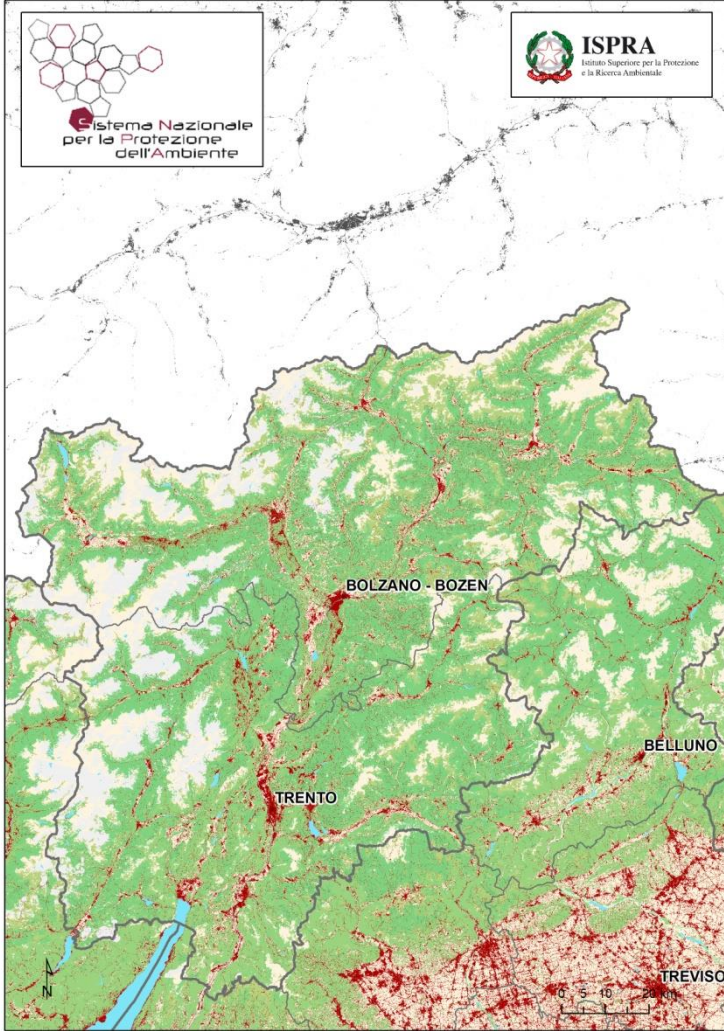 Sistema Nazionale
per la Protezione
dell'Ambiente
ISPRA
Istituto Superiore per la Protezione
e la Ricerca Ambientale
BOLZANO - BOZEN
BELLUNO
TRENTO
TREVISO
N
0 5 10 20 km